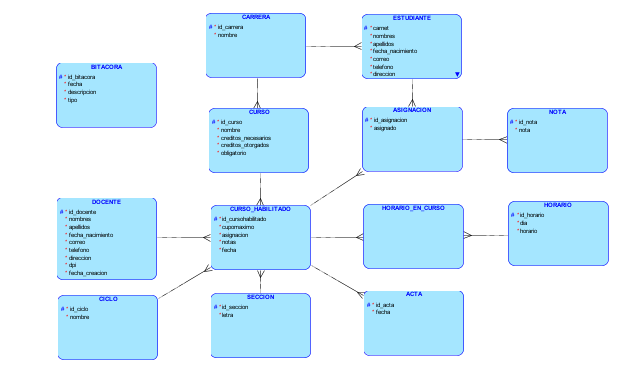 CARRERA
# * id_carrera
* nombre
ESTUDIANTE
# * carnet
* nombres
* apellidos
* fecha_nacimiento
* correo
* telefono
* direccion
BITACORA
# * id_bitacora
* fecha
* descripcion
* tipo
CURSO
# * id_curso
* nombre
* creditos_necesarios
* creditos_otorgados
* obligatorio
ASIGNACION
# * id_asignacion
* asignado
NOTA
# * id_nota
* nota
DOCENTE
# * id_docente
* nombres
* apellidos
* fecha_nacimiento
* correo
* telefono
* direccion
* dpi
* fecha_creacion
CURSO_HABILITADO
# * id_cursohabilitado
* cupomaximo
* asignacion
* notas
* fecha
HORARIO_EN_CURSO
HORARIO
# * id_horario
* dia
* horario
CICLO
# * id_ciclo
* nombre
SECCION
# * id_seccion
* letra
ACTA
# * id_acta
* fecha